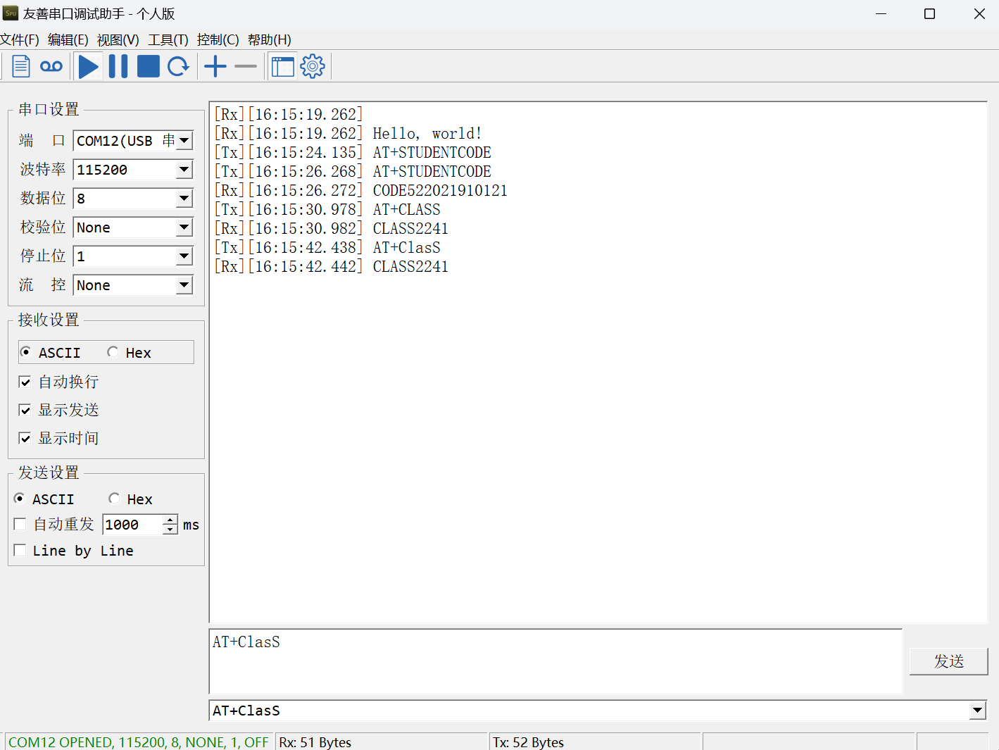 友善串口调试助手 - 个人版
文件(F) 编辑(E) 视图(V) 工具(T) 控制(C) 帮助(H)
串口设置
端 口 COM12(USB 串
波特率 115200
数据位 8
校验位 None
停止位 1
流 控 None
接收设置
ASCII Hex
自动换行
显示发送
显示时间
发送设置
ASCII Hex
自动重发 1000 ms
Line by Line
[Rx][16:15:19.262]
[Rx][16:15:19.262] Hello, world!
[Tx][16:15:24.135] AT+STUDENTCODE
[Tx][16:15:26.268] AT+STUDENTCODE
[Rx][16:15:26.272] CODE522021910121
[Tx][16:15:30.978] AT+CLASS
[Rx][16:15:30.982] CLASS2241
[Tx][16:15:42.438] AT+ClasS
[Rx][16:15:42.442] CLASS2241
AT+ClasS
发送
AT+ClasS
COM12 OPENED, 115200, 8, NONE, 1, OFF Rx: 51 Bytes Tx: 52 Bytes